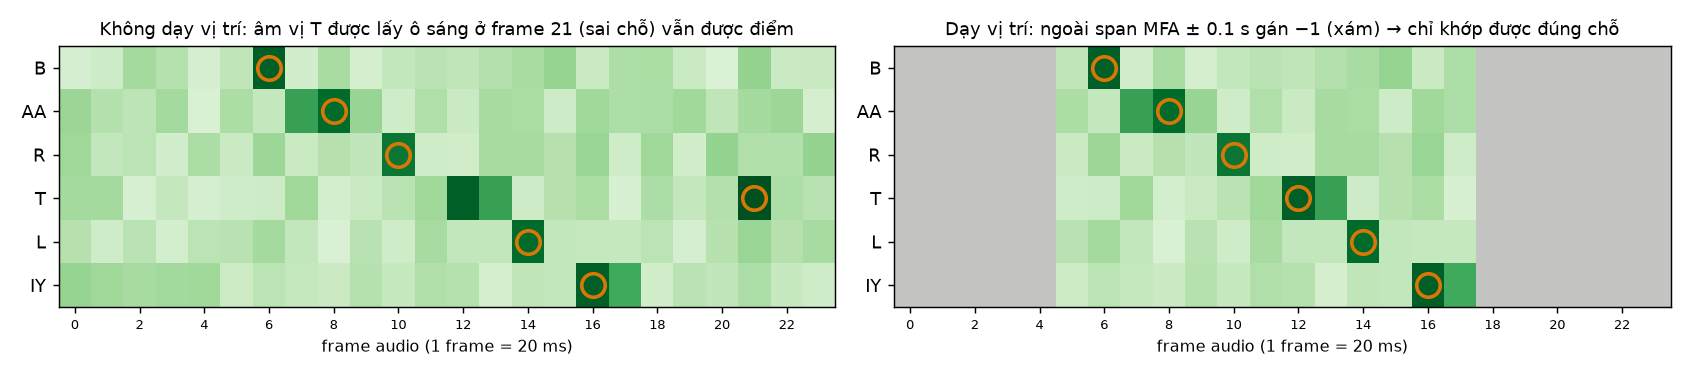 Không dạy vị trí: âm vị T được lấy ô sáng ở frame 21 (sai chỗ) vẫn được điểm
B
AA
R
T
L
IY
0 2 4 6 8 10 12 14 16 18 20 22
frame audio (1 frame = 20 ms)
Dạy vị trí: ngoài span MFA ± 0.1 s gán −1 (xám) → chỉ khớp được đúng chỗ
B
AA
R
T
L
IY
0 2 4 6 8 10 12 14 16 18 20 22
frame audio (1 frame = 20 ms)